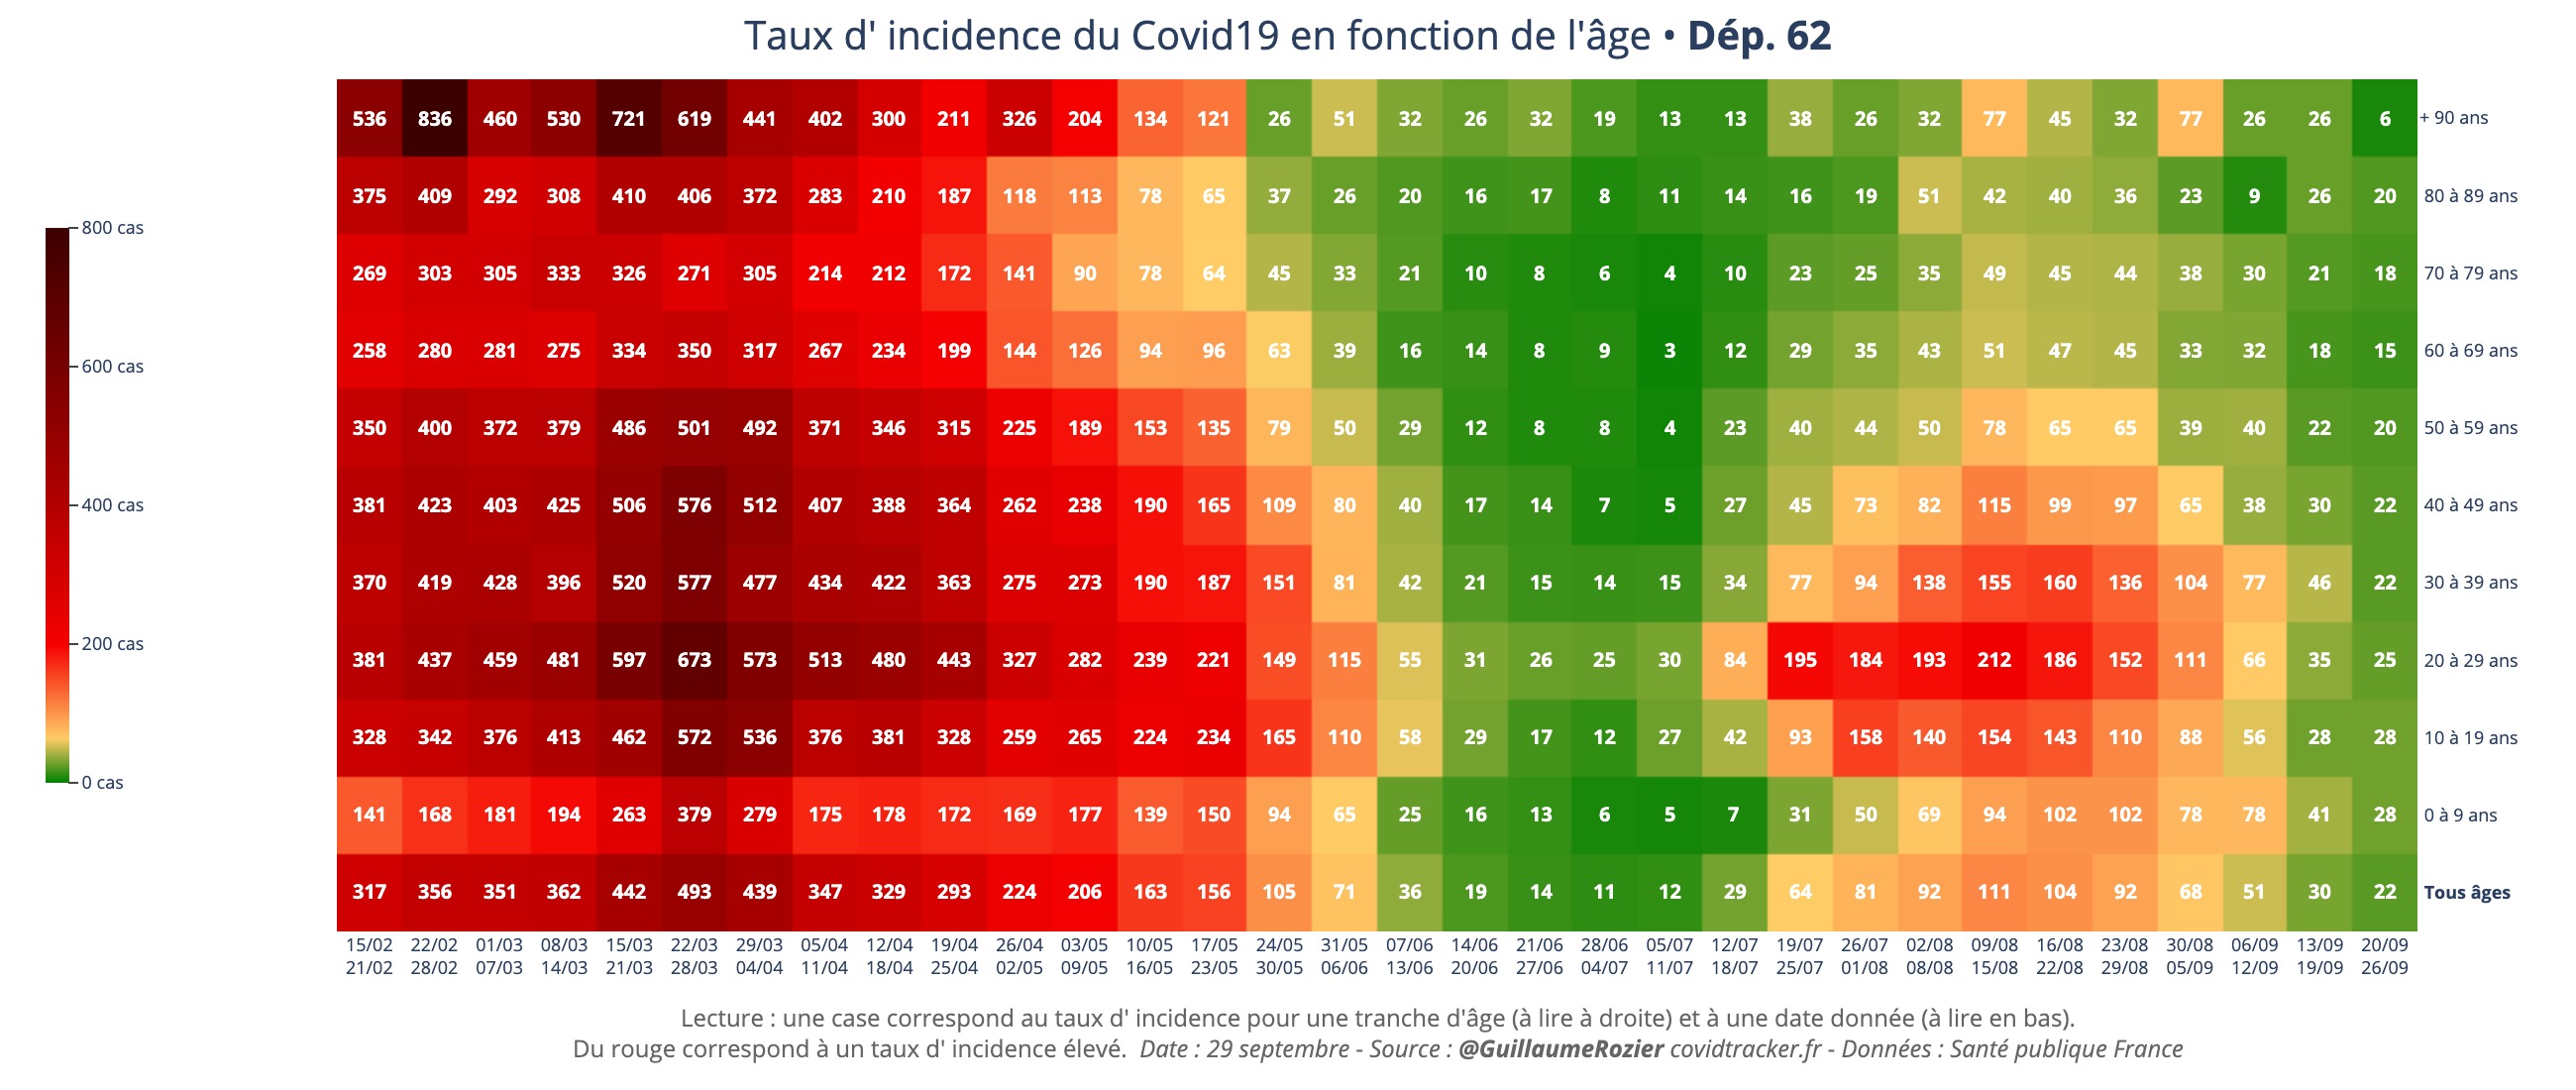 Taux d' incidence du Covid19 en fonction de l'âge • Dép. 62
536 836 460 530 721 619 441 402 300 211 326 204 134 121 26 51 32 26 32 19 13 13 38 26 32 77 45 32 77 26 26 6 + 90 ans
375 409 292 308 410 406 372 283 210 187 118 113 78 65 37 26 20 16 17 8 11 14 16 19 51 42 40 36 23 9 26 20 80 à 89 ans
800 cas
269 303 305 333 326 271 305 214 212 172 141 90 78 64 45 33 21 10 8 6 4 10 23 25 35 49 45 44 38 30 21 18 70 à 79 ans
258 280 281 275 334 350 317 267 234 199 144 126 94 96 63 39 16 14 8 9 3 12 29 35 43 51 47 45 33 32 18 15 60 à 69 ans
600 cas
350 400 372 379 486 501 492 371 346 315 225 189 153 135 79 50 29 12 8 8 4 23 40 44 50 78 65 65 39 40 22 20 50 à 59 ans
400 cas
381 423 403 425 506 576 512 407 388 364 262 238 190 165 109 80 40 17 14 7 5 27 45 73 82 115 99 97 65 38 30 22 40 à 49 ans
370 419 428 396 520 577 477 434 422 363 275 273 190 187 151 81 42 21 15 14 15 34 77 94 138 155 160 136 104 77 46 22 30 à 39 ans
200 cas
381 437 459 481 597 673 573 513 480 443 327 282 239 221 149 115 55 31 26 25 30 84 195 184 193 212 186 152 111 66 35 25 20 à 29 ans
328 342 376 413 462 572 536 376 381 328 259 265 224 234 165 110 58 29 17 12 27 42 93 158 140 154 143 110 88 56 28 28 10 à 19 ans
0 cas
141 168 181 194 263 379 279 175 178 172 169 177 139 150 94 65 25 16 13 6 5 7 31 50 69 94 102 102 78 78 41 28 0 à 9 ans
317 356 351 362 442 493 439 347 329 293 224 206 163 156 105 71 36 19 14 11 12 29 64 81 92 111 104 92 68 51 30 22 Tous âges
15/02 22/02 01/03 08/03 15/03 22/03 29/03 05/04 12/04 19/04 26/04 03/05 10/05 17/05 24/05 31/05 07/06 14/06 21/06 28/06 05/07 12/07 19/07 26/07 02/08 09/08 16/08 23/08 30/08 06/09 13/09 20/09
21/02 28/02 07/03 14/03 21/03 28/03 04/04 11/04 18/04 25/04 02/05 09/05 16/05 23/05 30/05 06/06 13/06 20/06 27/06 04/07 11/07 18/07 25/07 01/08 08/08 15/08 22/08 29/08 05/09 12/09 19/09 26/09
Lecture : une case correspond au taux d' incidence pour une tranche d'âge (à lire à droite) et à une date donnée (à lire en bas).
Du rouge correspond à un taux d' incidence élevé. Date : 29 septembre - Source : @GuillaumeRozier covidtracker.fr - Données : Santé publique France